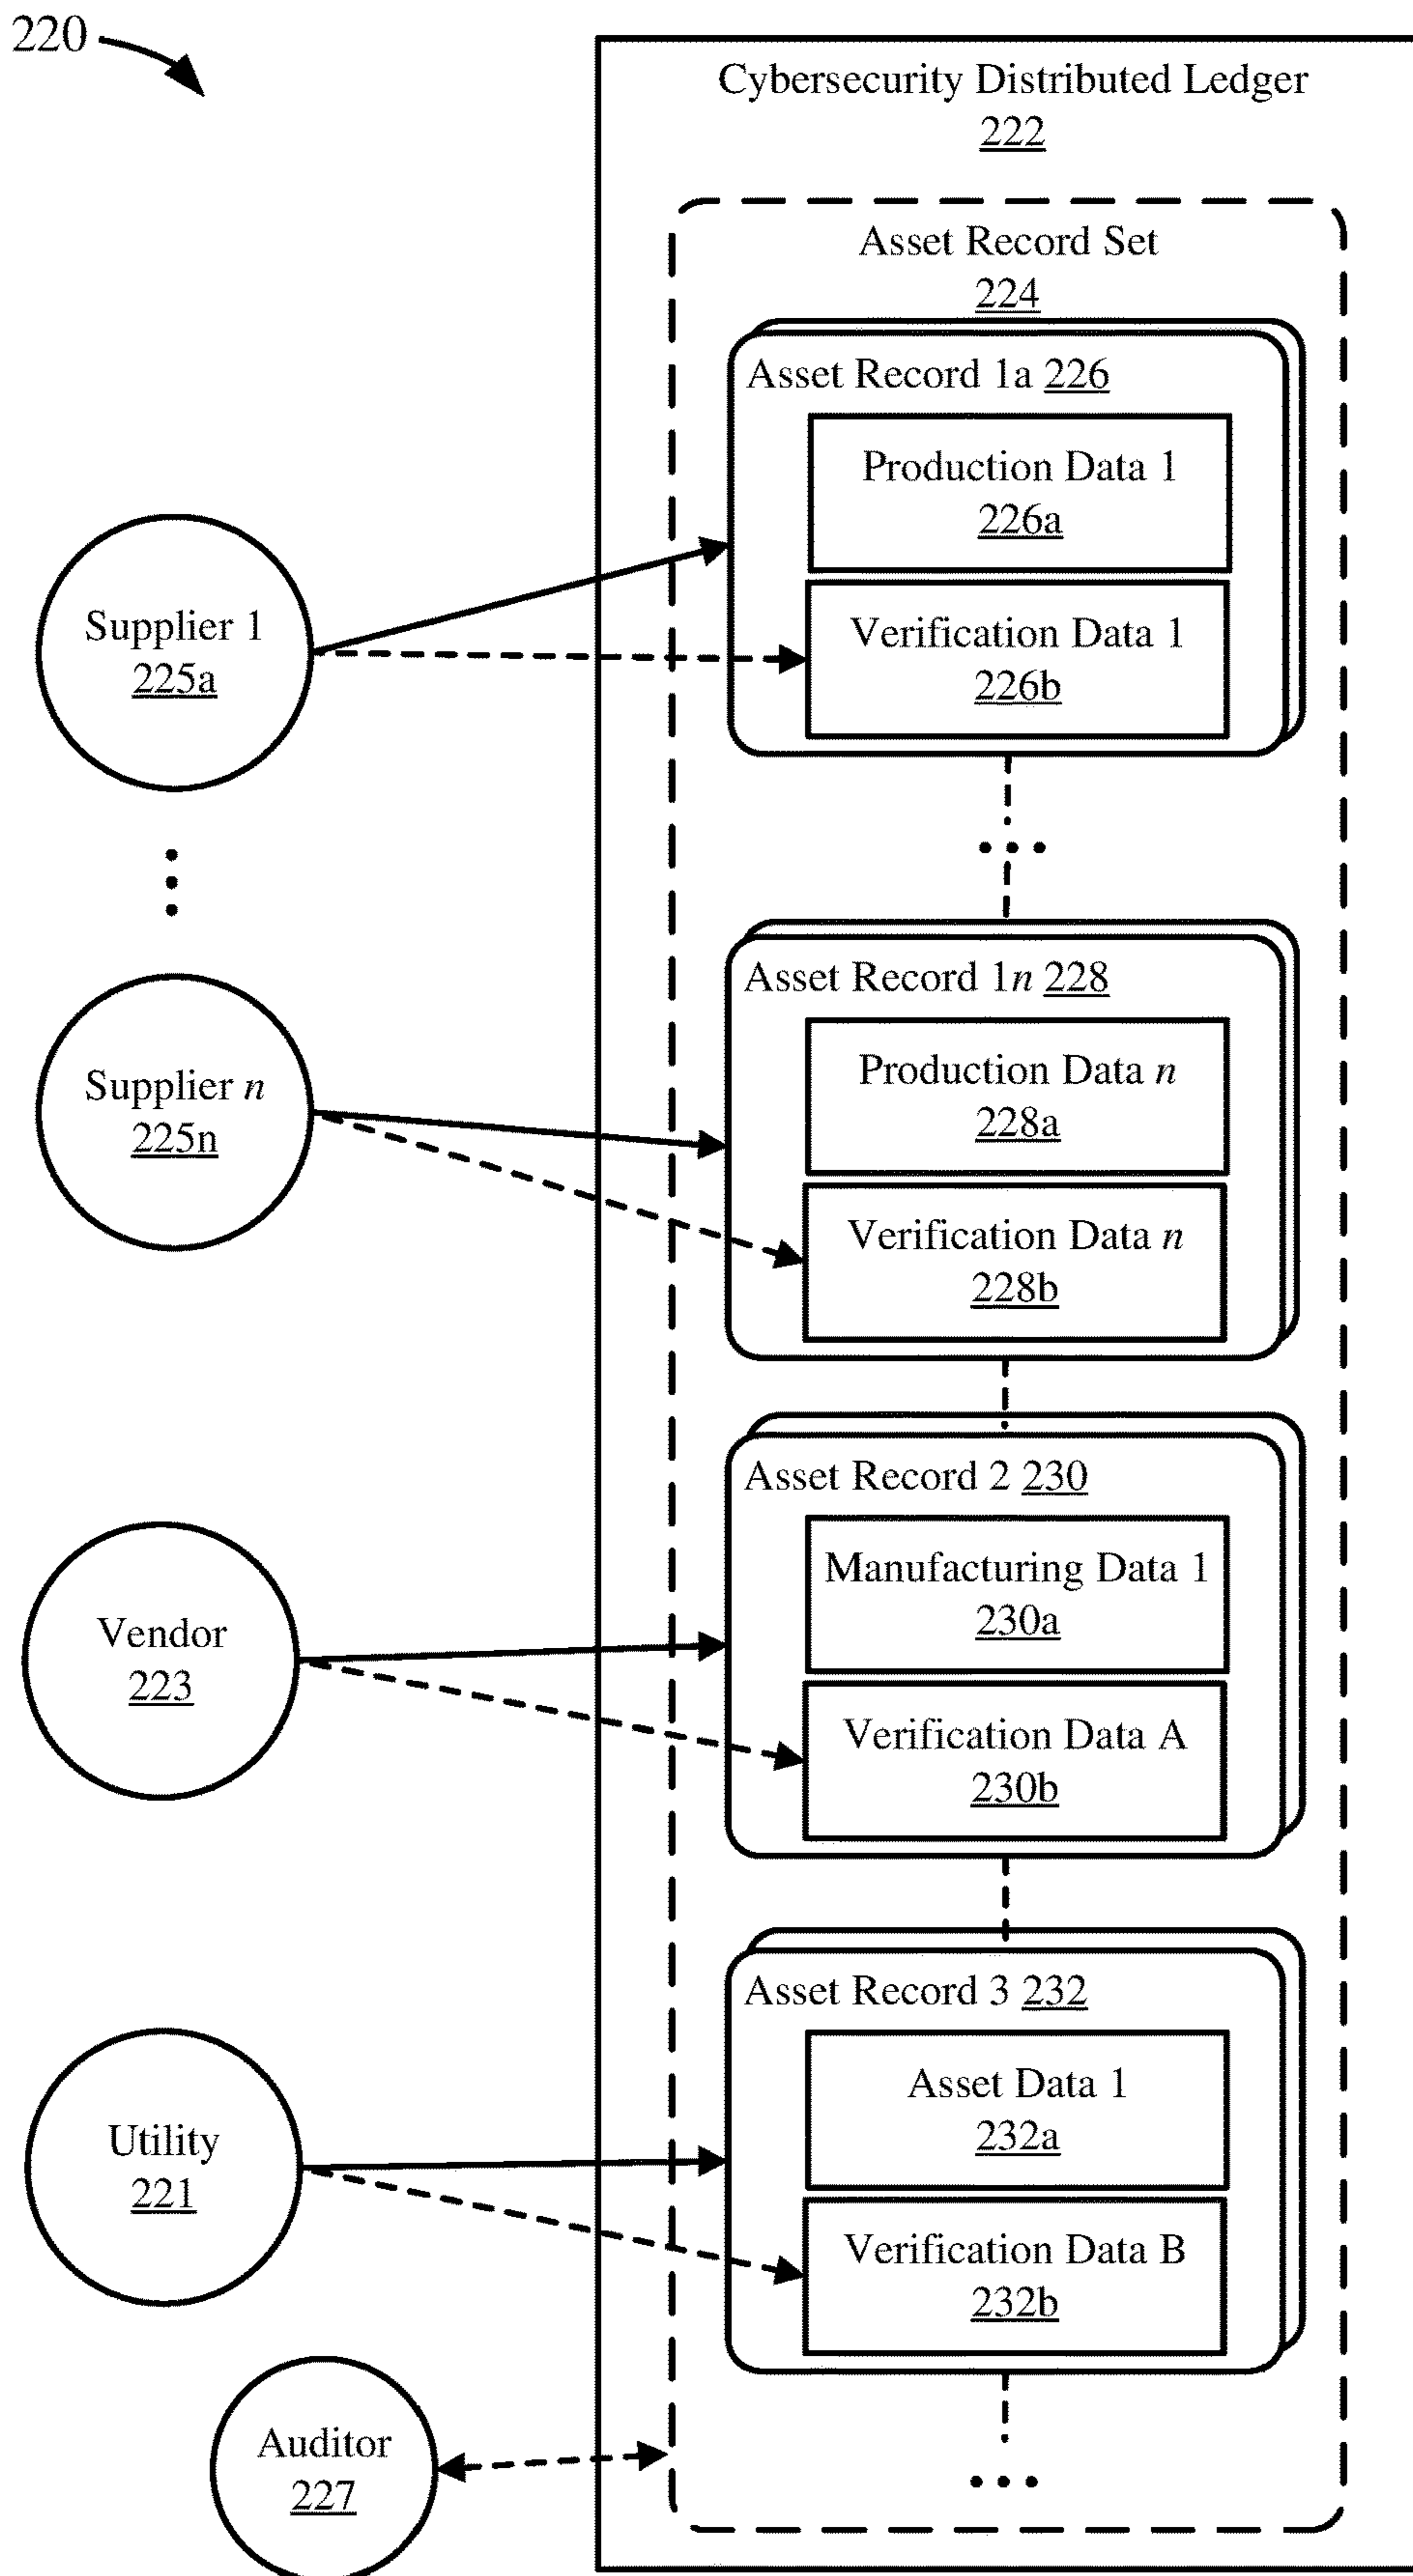 220
Cybersecurity Distributed Ledger
222
Asset Record Set
224
Asset Record 1a 226
Production Data 1
226a
Supplier 1
225a
Verification Data 1
226b
Asset Record 1n 228
Production Data n
228a
Supplier n
225n
Verification Data n
228b
Asset Record 2 230
Manufacturing Data 1
230a
Vendor
223
Verification Data A
230b
Asset Record 3 232
Asset Data 1
232a
Utility
221
Verification Data B
232b
Auditor
227